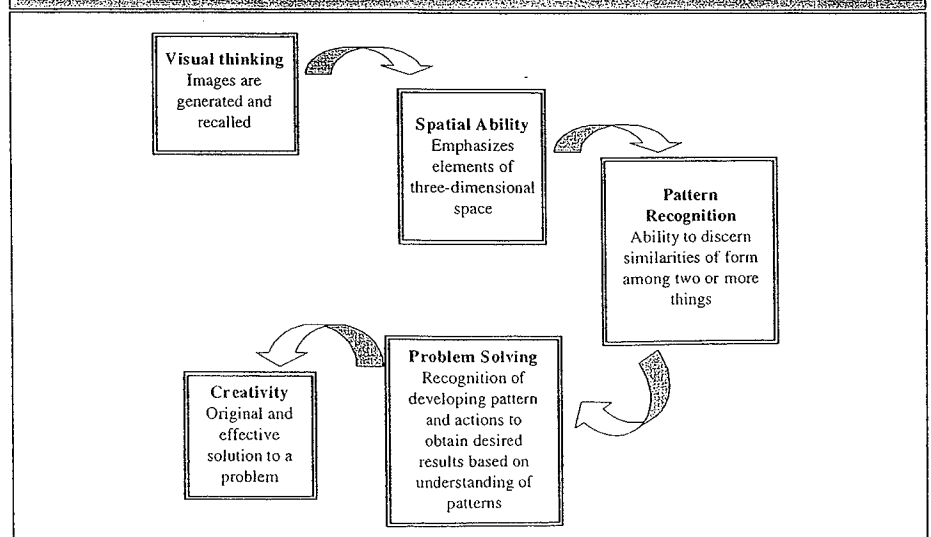 Visual thinking
Images are
generated and
recalled
Spatial Ability
Emphasizes
elements of
three-dimensional
space
Pattern
Recognition
Ability to discern
similarities of form
among two or more
things
Problem Solving
Recognition of
developing pattern
and actions to
obtain desired
results based on
understanding of
patterns
Creativity
Original and
effective
solution to a
problem